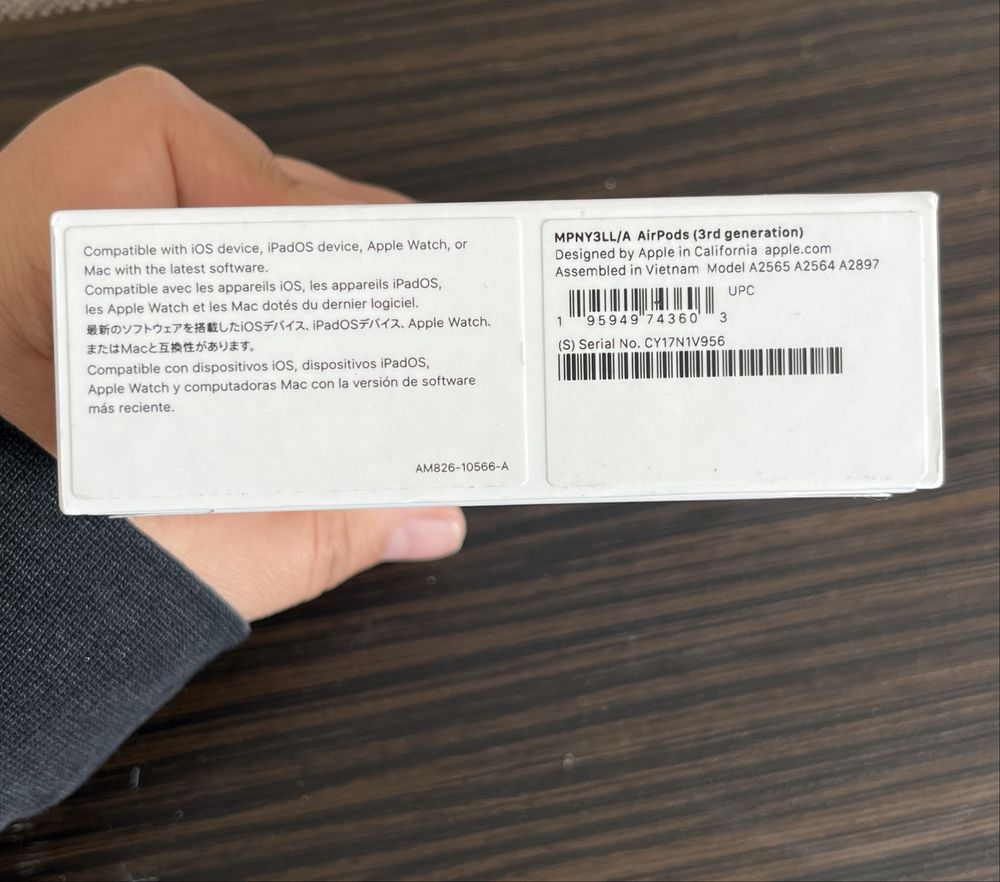 Compatible with iOS device, iPadOS device, Apple Watch, or
Mac with the latest software.
Compatible avec les appareils iOS, les appareils iPadOS,
les Apple Watch et les Mac dotés du dernier logiciel.
最新のソフトウェアを搭載したiOSデバイス、iPadOSデバイス、Apple Watch、
またはMacと互換性があります。
Compatible con dispositivos iOS, dispositivos iPadOS,
Apple Watch y computadoras Mac con la versión de software
más reciente.
AM826-10566-A
MPNY3LL/A AirPods (3rd generation)
Designed by Apple in California apple.com
Assembled in Vietnam Model A2565 A2564 A2897
UPC
1 95949 74360 3
(S) Serial No. CY17N1V956